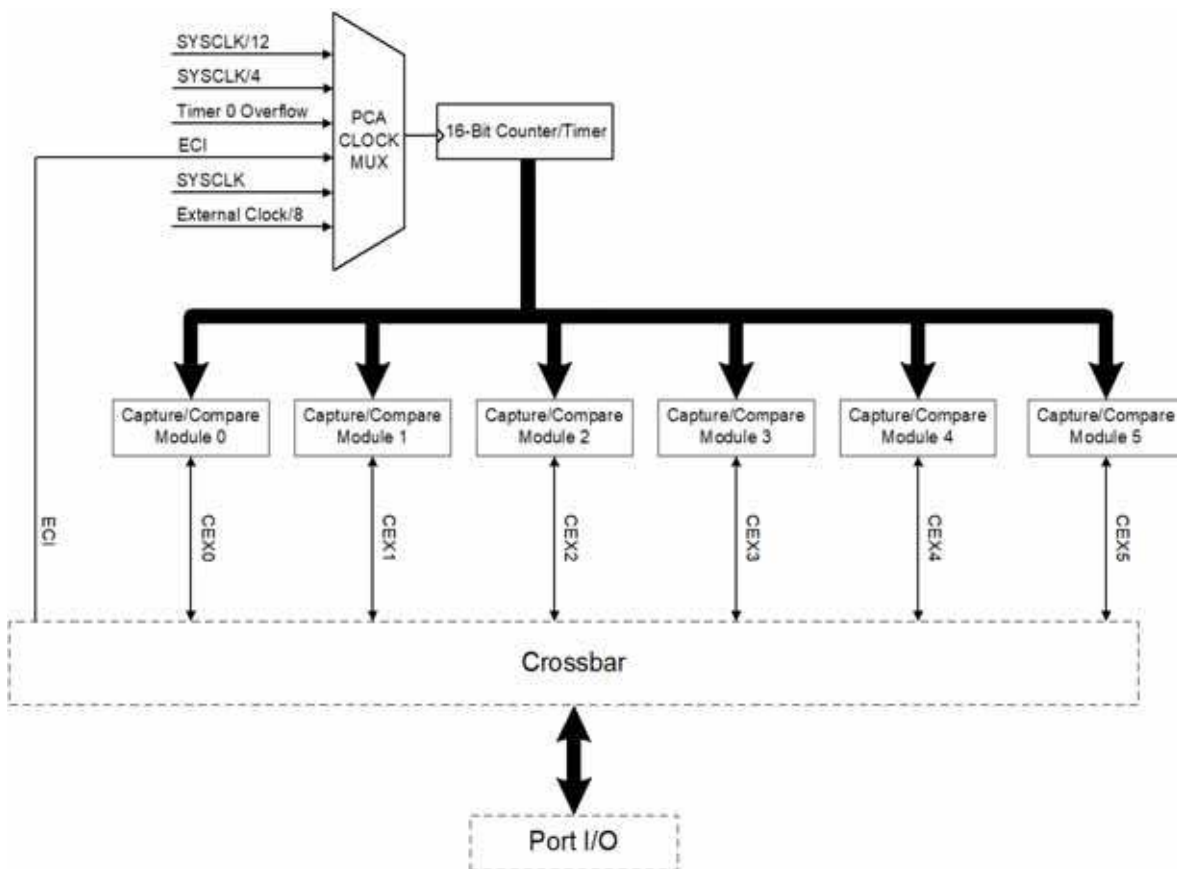 SYSCLK/12
SYSCLK/4
Timer 0 Overflow
ECI
SYSCLK
External Clock/8
PCA
CLOCK
MUX
16-Bit Counter/Timer
Capture/Compare
Module 0
Capture/Compare
Module 1
Capture/Compare
Module 2
Capture/Compare
Module 3
Capture/Compare
Module 4
Capture/Compare
Module 5
ECI
CEX0
CEX1
CEX2
CEX3
CEX4
CEX5
Crossbar
Port I/O